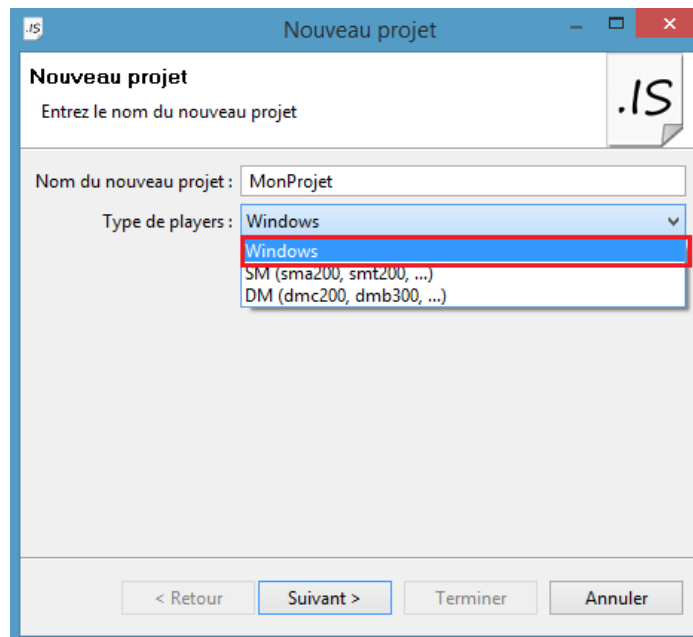 .IS
Nouveau projet
Nouveau projet
Entrez le nom du nouveau projet
.IS
Nom du nouveau projet : MonProjet
Type de players : Windows
Windows
SM (sma200, smt200, ...)
DM (dmc200, dmb300, ...)
< Retour Suivant > Terminer Annuler